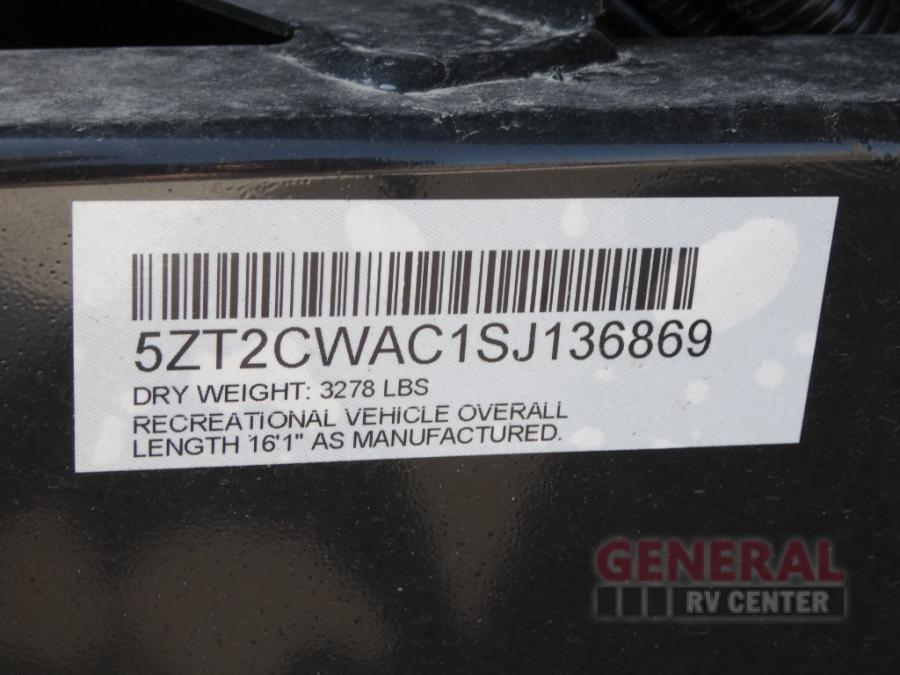 5ZT2CWAC1SJ136869
DRY WEIGHT: 3278 LBS
RECREATIONAL VEHICLE OVERALL
LENGTH 16'1" AS MANUFACTURED.
GENERAL
RV CENTER